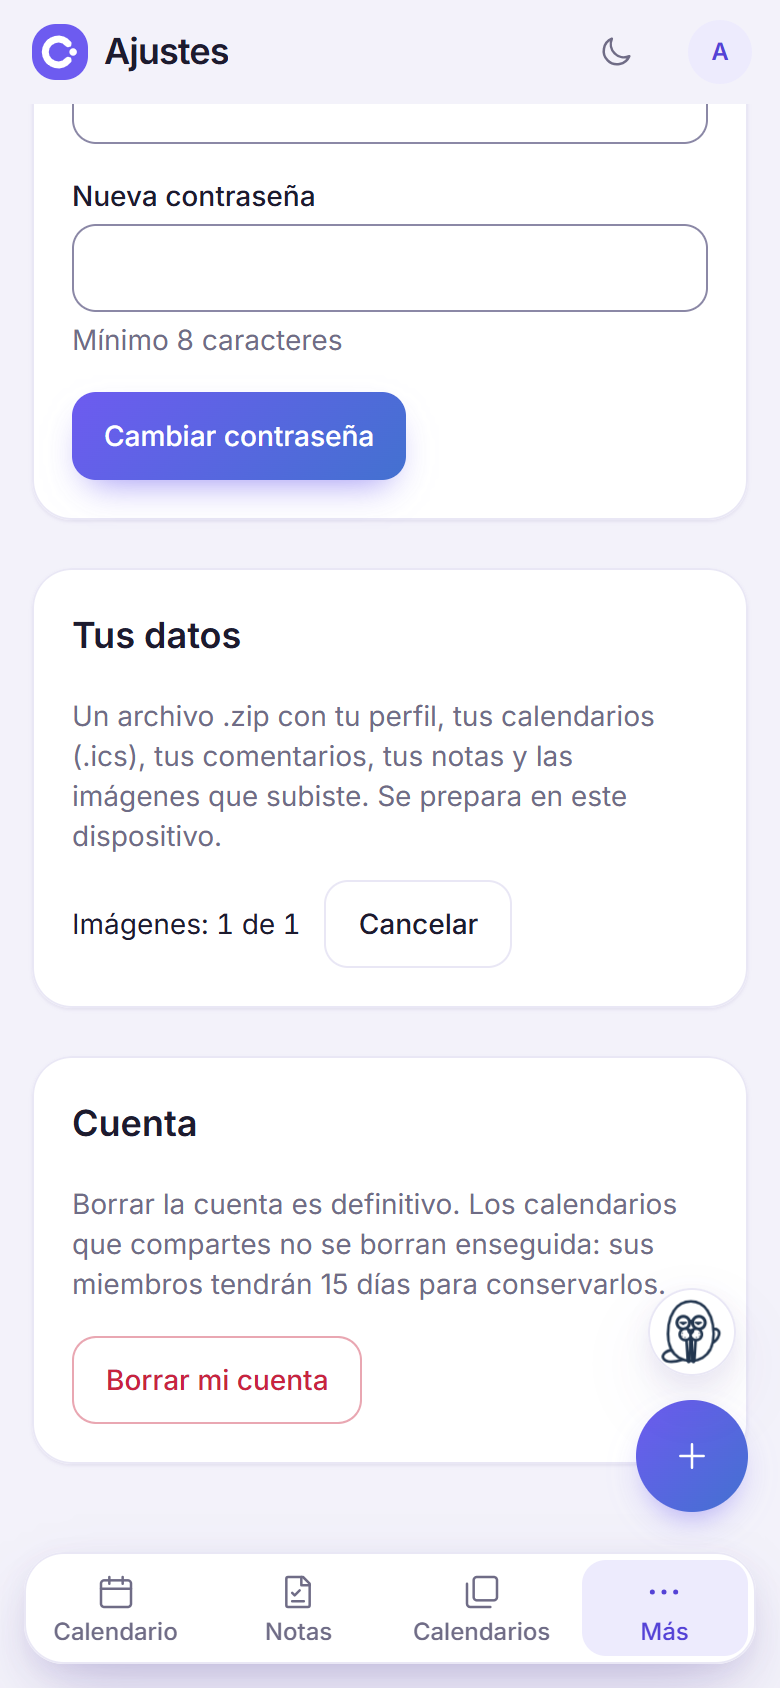 Ajustes
A
Nueva contraseña
Mínimo 8 caracteres
Cambiar contraseña
Tus datos
Un archivo .zip con tu perfil, tus calendarios
(.ics), tus comentarios, tus notas y las
imágenes que subiste. Se prepara en este
dispositivo.
Imágenes: 1 de 1
Cancelar
Cuenta
Borrar la cuenta es definitivo. Los calendarios
que compartes no se borran enseguida: sus
miembros tendrán 15 días para conservarlos.
Borrar mi cuenta
Calendario
Notas
Calendarios
Más